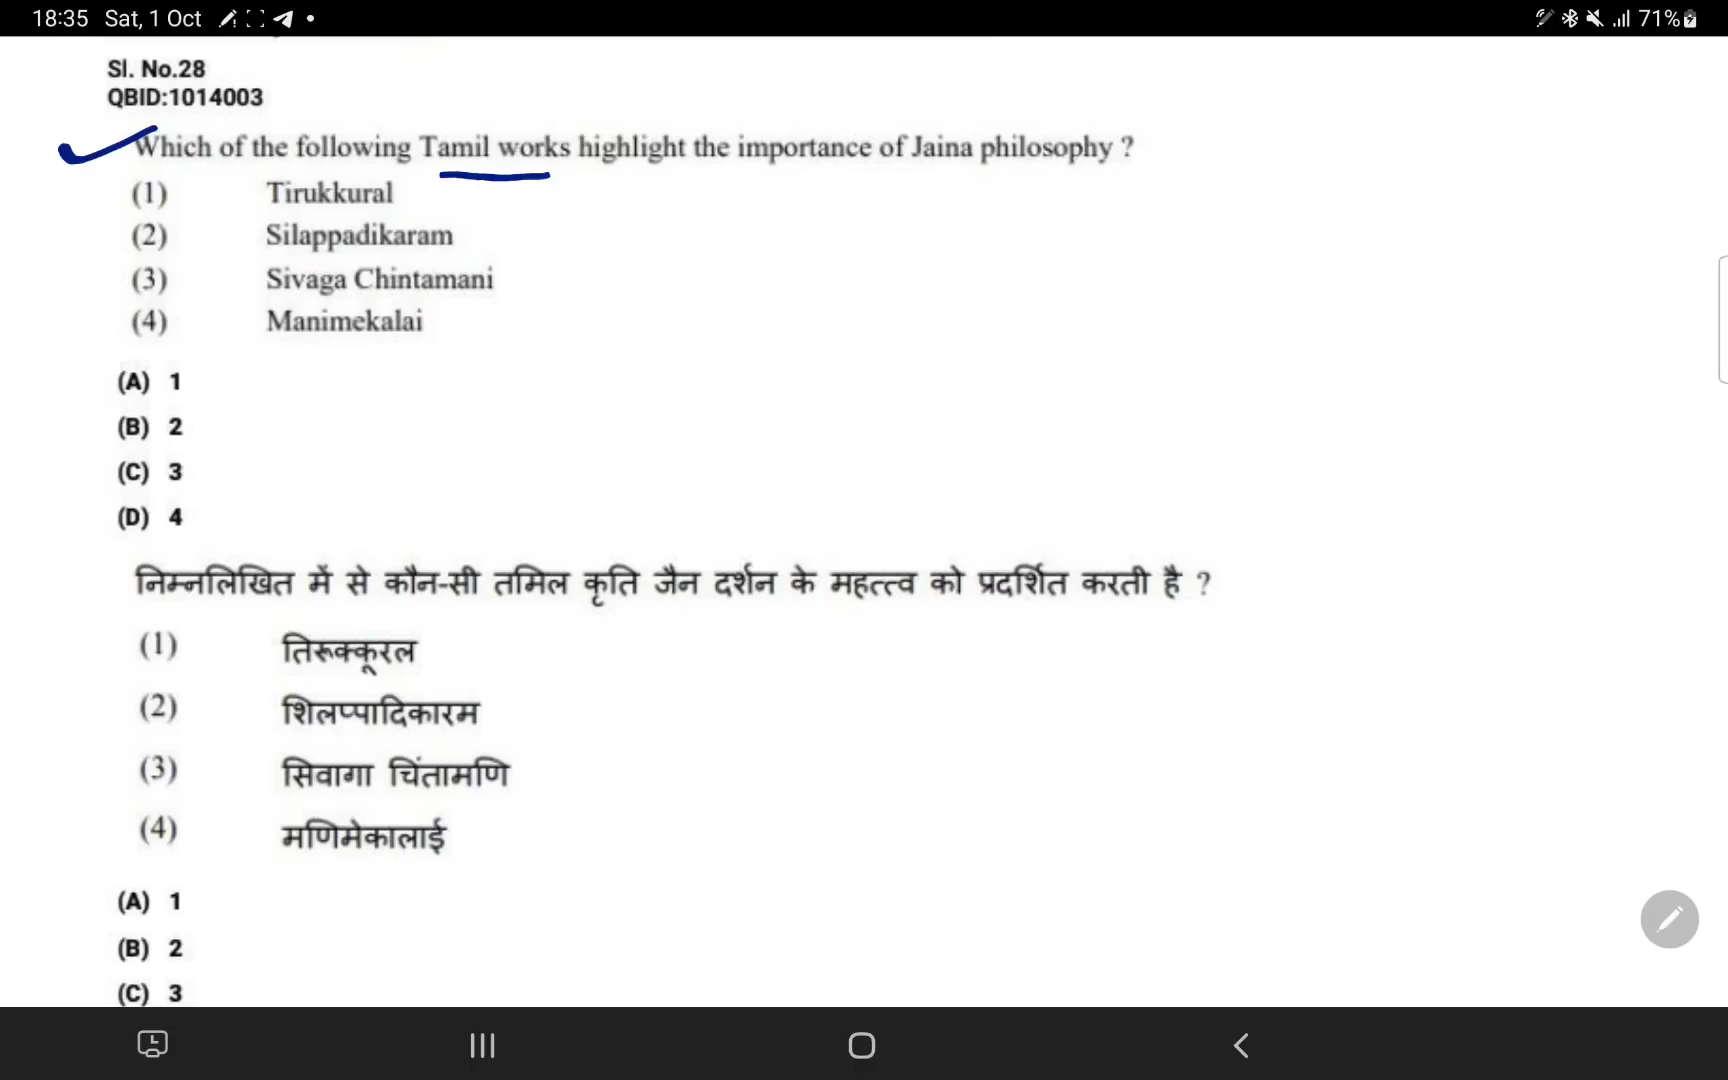 18:35 Sat, 1 Oct
71%
Sl. No.28
QBID:1014003
Which of the following Tamil works highlight the importance of Jaina philosophy ?
(1) Tirukkural
(2) Silappadikaram
(3) Sivaga Chintamani
(4) Manimekalai
(A) 1
(B) 2
(C) 3
(D) 4
निम्नलिखित में से कौन-सी तमिल कृति जैन दर्शन के महत्त्व को प्रदर्शित करती है ?
(1) तिरूक्कूरल
(2) शिलप्पादिकारम
(3) सिवागा चिंतामणि
(4) मणिमेकालाई
(A) 1
(B) 2
(C) 3